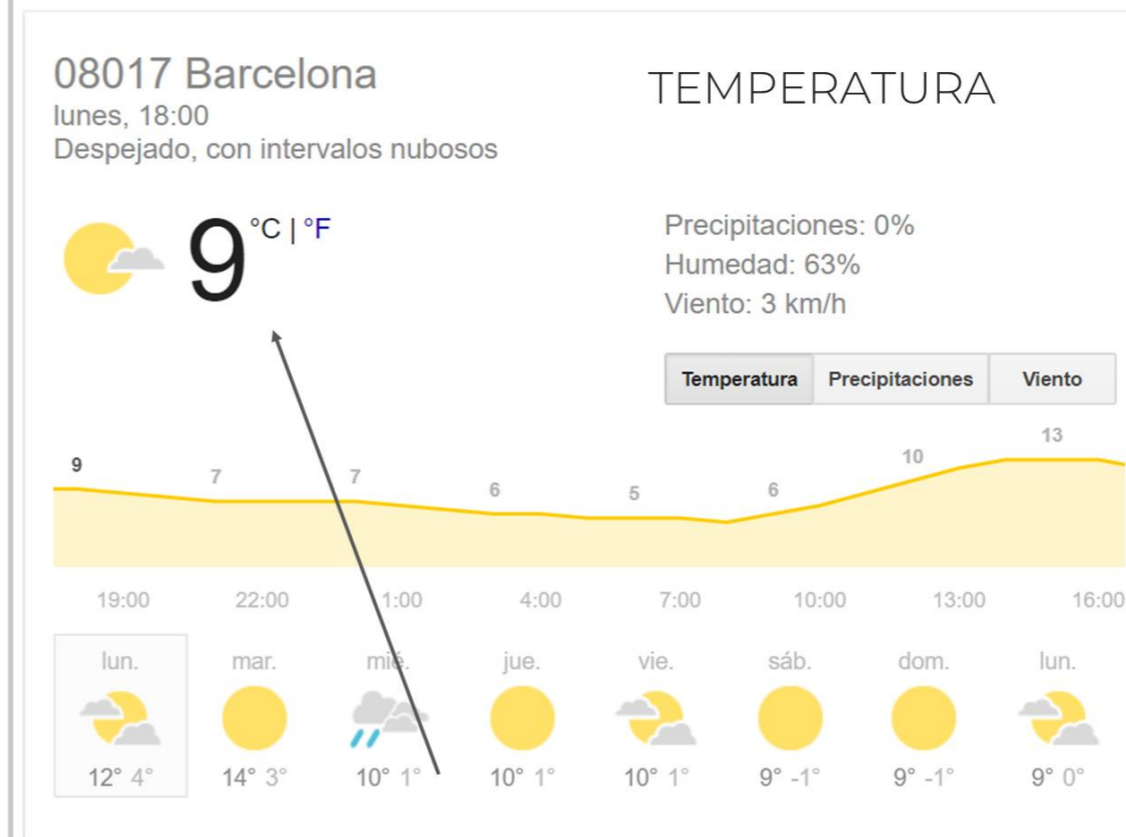 08017 Barcelona
TEMPERATURA
lunes, 18:00
Despejado, con intervalos nubosos
9 °C | °F
Precipitaciones: 0%
Humedad: 63%
Viento: 3 km/h
Temperatura Precipitaciones Viento
9 7 7 6 5 6 10 13
19:00 22:00 1:00 4:00 7:00 10:00 13:00 16:00
lun. mar. mié. jue. vie. sáb. dom. lun.
12° 4° 14° 3° 10° 1° 10° 1° 10° 1° 9° -1° 9° -1° 9° 0°